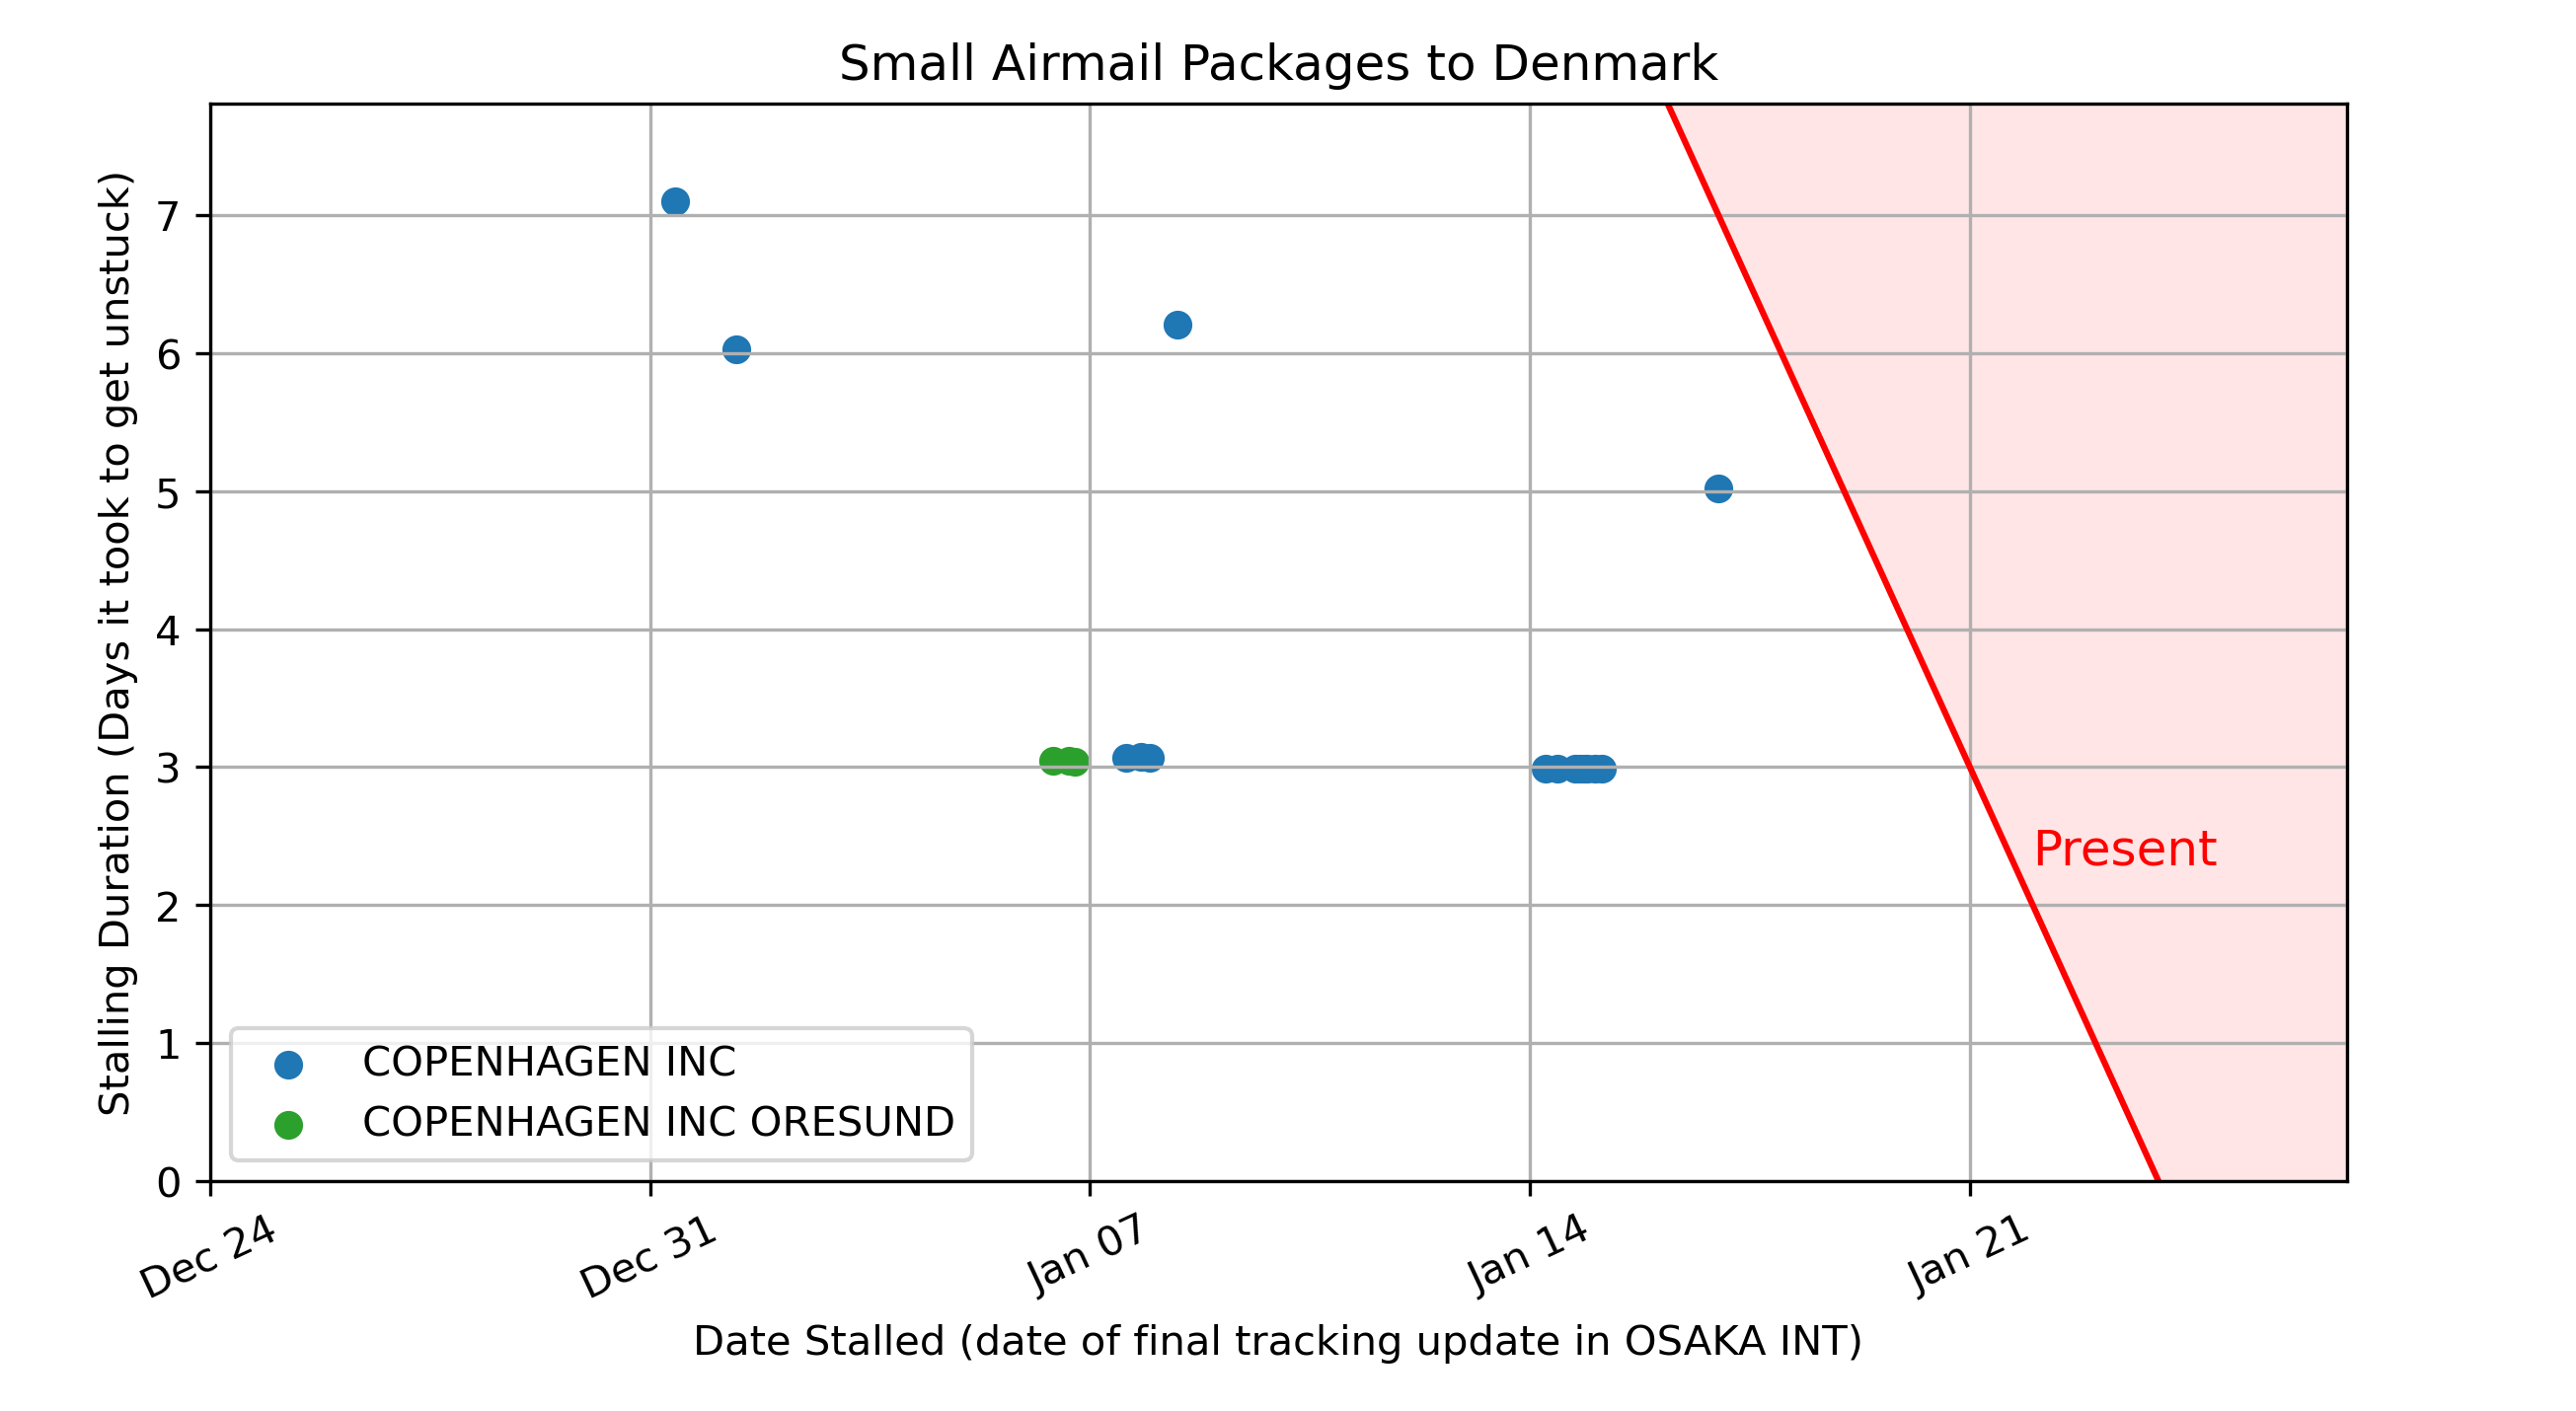 Small Airmail Packages to Denmark
Stalling Duration (Days it took to get unstuck)
7
6
5
4
3
2
1
0
Present
COPENHAGEN INC
COPENHAGEN INC ORESUND
Dec 24
Dec 31
Jan 07
Jan 14
Jan 21
Date Stalled (date of final tracking update in OSAKA INT)